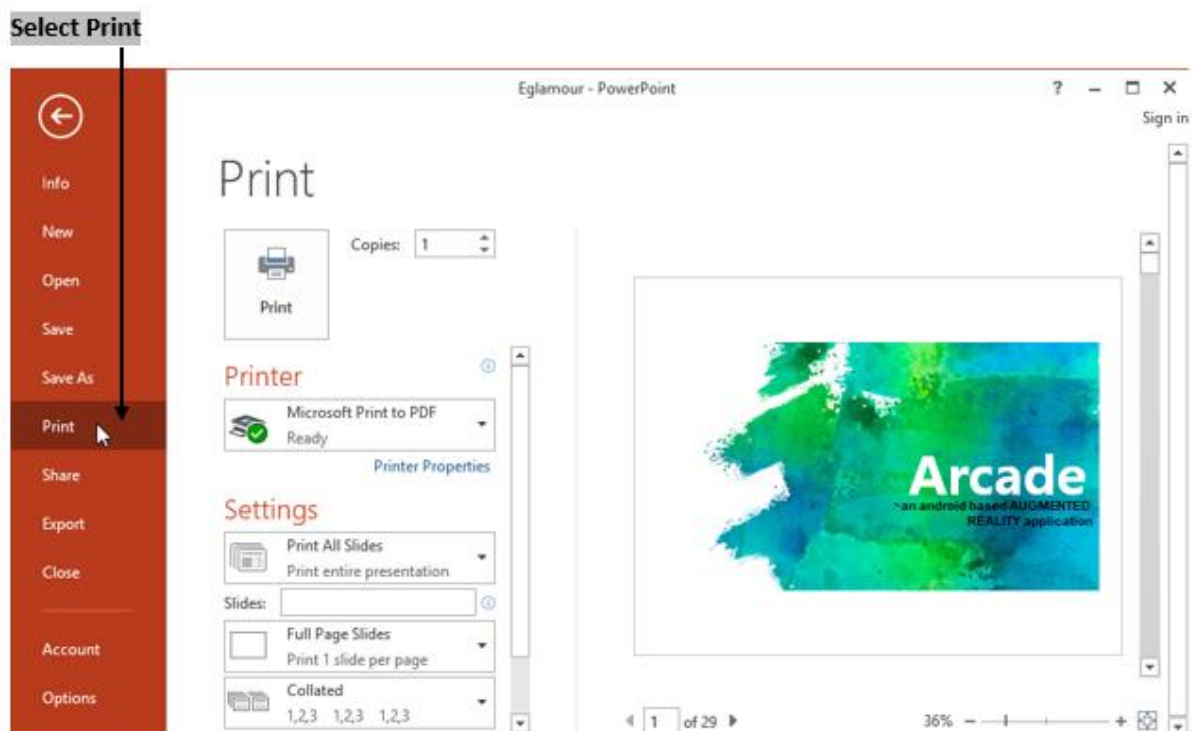 Select Print
Eglamour - PowerPoint
?
Sign in
Info
New
Open
Save
Save As
Print
Share
Export
Close
Account
Options
Print
Print
Copies: 1
Printer
Microsoft Print to PDF
Ready
Printer Properties
Settings
Print All Slides
Print entire presentation
Slides:
Full Page Slides
Print 1 slide per page
Collated
1,2,3 1,2,3 1,2,3
Arcade
~an android based AUGMENTED
REALITY application
1 of 29
36% - +